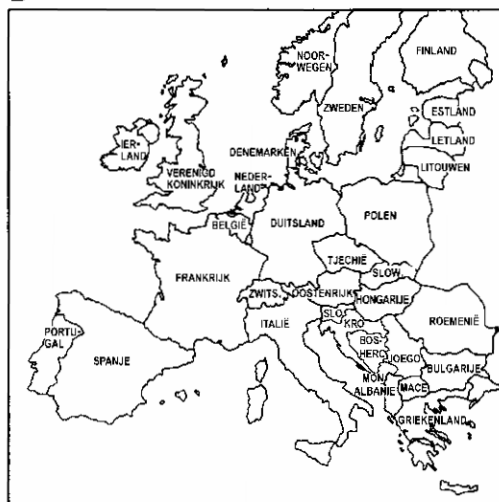 NOOR-
WEGEN
FINLAND
ZWEDEN
ESTLAND
LETLAND
LITOUWEN
IER-
LAND
DENEMARKEN
VERENIGD
KONINKRIJK
NEDER-
LAND
BELGIË
DUITSLAND
POLEN
TJECHIË
SLOW.
FRANKRIJK
ZWITS.
OOSTENRIJK
HONGARIJE
ITALIË
SLO.
KRO
ROEMENIË
BOS-
HERC
JOEGO
BULGARIJE
MON
ALBANIE
MACE
GRIEKENLAND
PORTU-
GAL
SPANJE